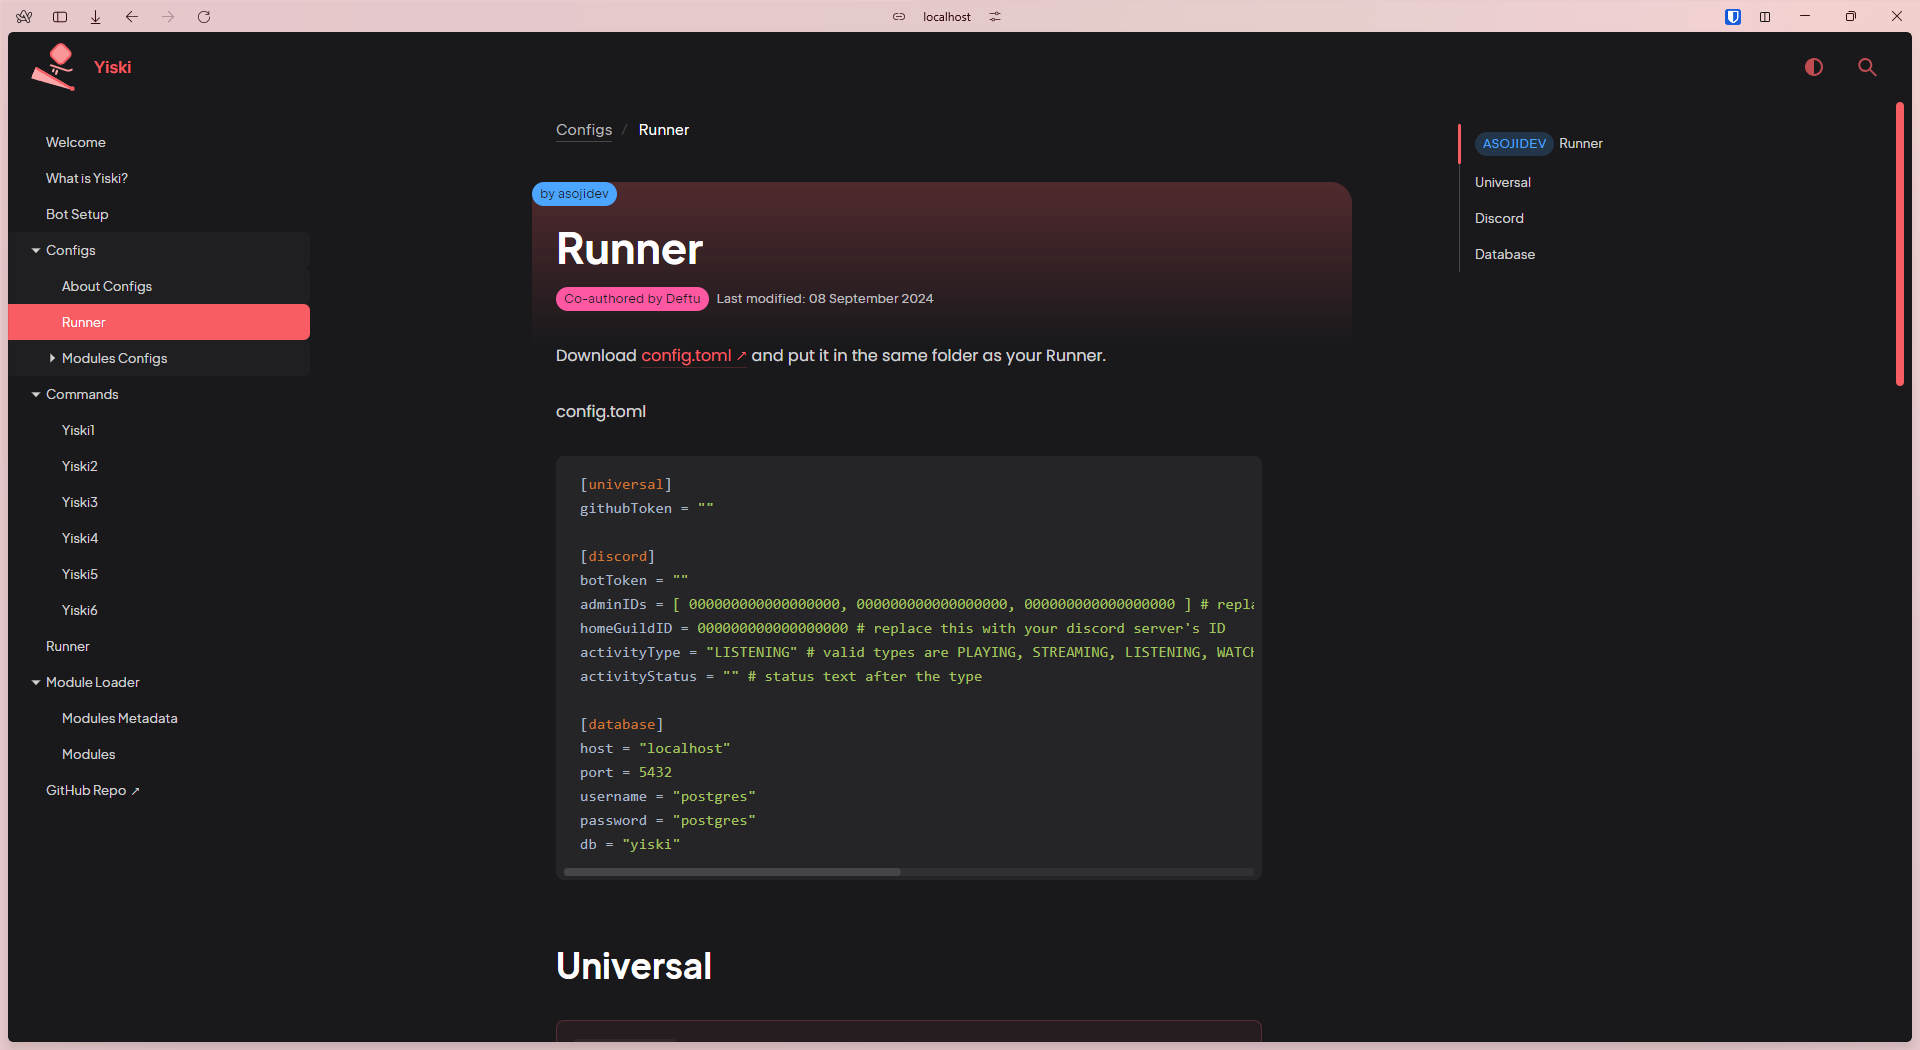 localhost
Yiski
Welcome
What is Yiski?
Bot Setup
Configs
About Configs
Runner
Modules Configs
Commands
Yiski1
Yiski2
Yiski3
Yiski4
Yiski5
Yiski6
Runner
Module Loader
Modules Metadata
Modules
GitHub Repo ↗
Configs / Runner
by asojidev
Runner
Co-authored by Deftu Last modified: 08 September 2024
Download config.toml ↗ and put it in the same folder as your Runner.
config.toml
[universal]
githubToken = ""
[discord]
botToken = ""
adminIDs = [ 000000000000000000, 000000000000000000, 000000000000000000 ] # repla
homeGuildID = 000000000000000000 # replace this with your discord server's ID
activityType = "LISTENING" # valid types are PLAYING, STREAMING, LISTENING, WATCH
activityStatus = "" # status text after the type
[database]
host = "localhost"
port = 5432
username = "postgres"
password = "postgres"
db = "yiski"
Universal
ASOJIDEV Runner
Universal
Discord
Database